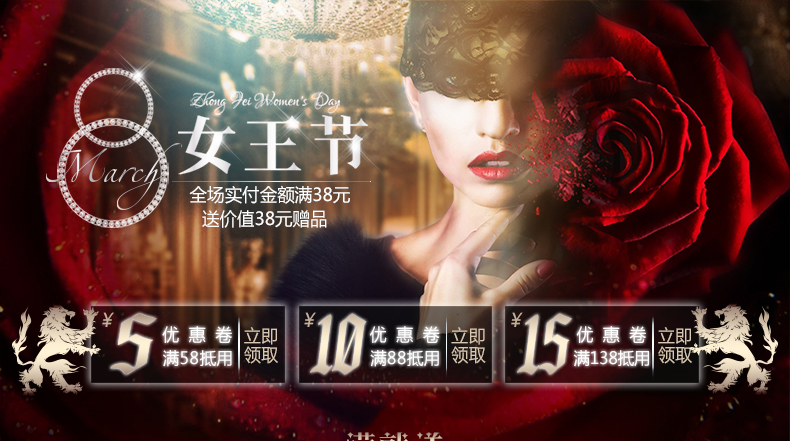 8
March
Zhong Fei Women's Day
女王节
全场实付金额满38元
送价值38元赠品
¥5 优惠卷 立即
满58抵用 领取
¥10 优惠卷 立即
满88抵用 领取
¥15 优惠卷 立即
满138抵用 领取